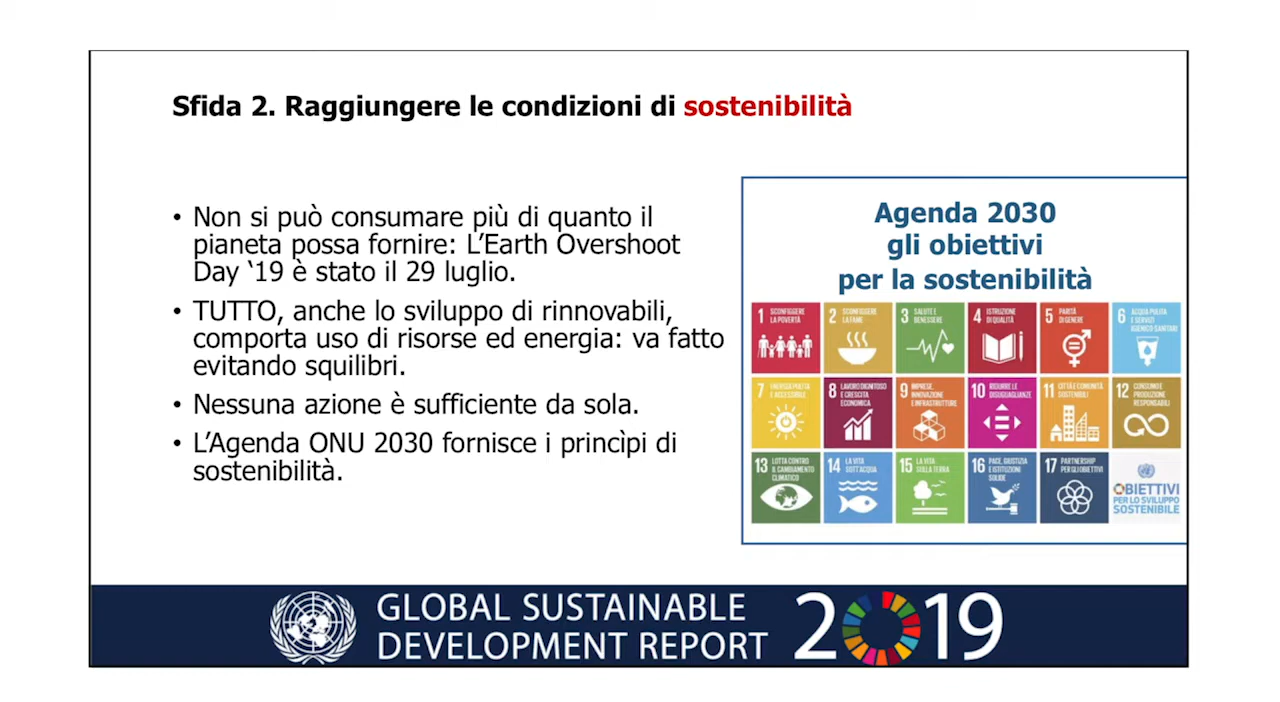 Sfida 2. Raggiungere le condizioni di sostenibilità
• Non si può consumare più di quanto il
pianeta possa fornire: L’Earth Overshoot
Day ‘19 è stato il 29 luglio.
• TUTTO, anche lo sviluppo di rinnovabili,
comporta uso di risorse ed energia: va fatto
evitando squilibri.
• Nessuna azione è sufficiente da sola.
• L’Agenda ONU 2030 fornisce i princìpi di
sostenibilità.
Agenda 2030
gli obiettivi
per la sostenibilità
1 SCONFIGGERE
LA POVERTÀ
2 SCONFIGGERE
LA FAME
3 SALUTE E
BENESSERE
4 ISTRUZIONE
DI QUALITÀ
5 PARITÀ
DI GENERE
6 ACQUA PULITA
E SERVIZI
IGIENICO-SANITARI
7 ENERGIA PULITA
E ACCESSIBILE
8 LAVORO DIGNITOSO
E CRESCITA
ECONOMICA
9 IMPRESE,
INNOVAZIONE
E INFRASTRUTTURE
10 RIDURRE LE
DISUGUAGLIANZE
11 CITTÀ E COMUNITÀ
SOSTENIBILI
12 CONSUMO E
PRODUZIONE
RESPONSABILI
13 LOTTA CONTRO
IL CAMBIAMENTO
CLIMATICO
14 LA VITA
SOTT'ACQUA
15 LA VITA
SULLA TERRA
16 PACE, GIUSTIZIA
E ISTITUZIONI
SOLIDE
17 PARTNERSHIP
PER GLI OBIETTIVI
OBIETTIVI
PER LO SVILUPPO
SOSTENIBILE
GLOBAL SUSTAINABLE
DEVELOPMENT REPORT
2019